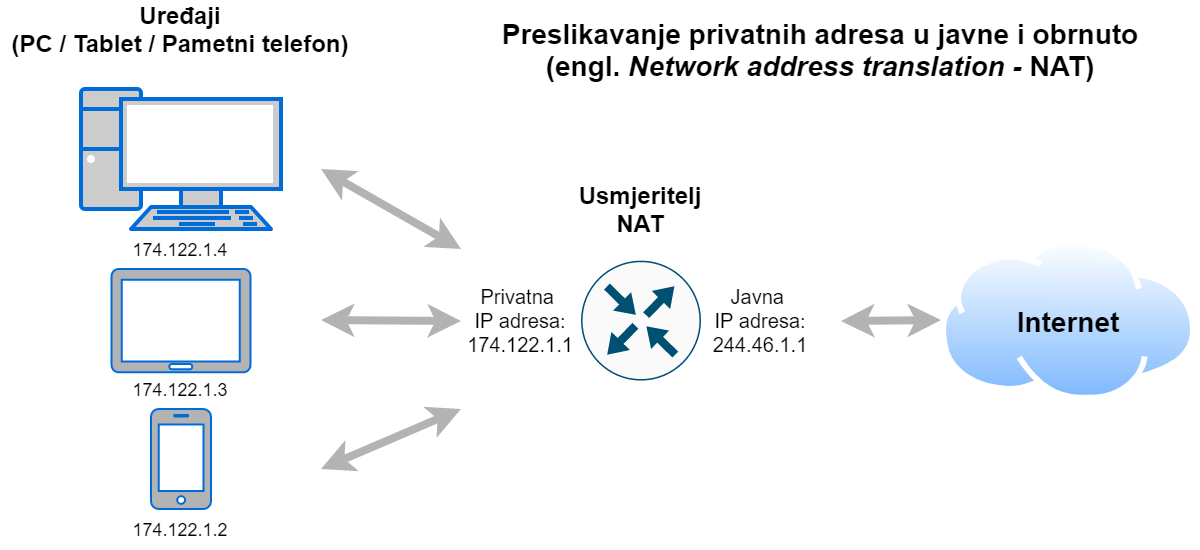 Uređaji
(PC / Tablet / Pametni telefon)
Preslikavanje privatnih adresa u javne i obrnuto
(engl. Network address translation - NAT)
174.122.1.4
174.122.1.3
174.122.1.2
Usmjeritelj
NAT
Privatna
IP adresa:
174.122.1.1
Javna
IP adresa:
244.46.1.1
Internet